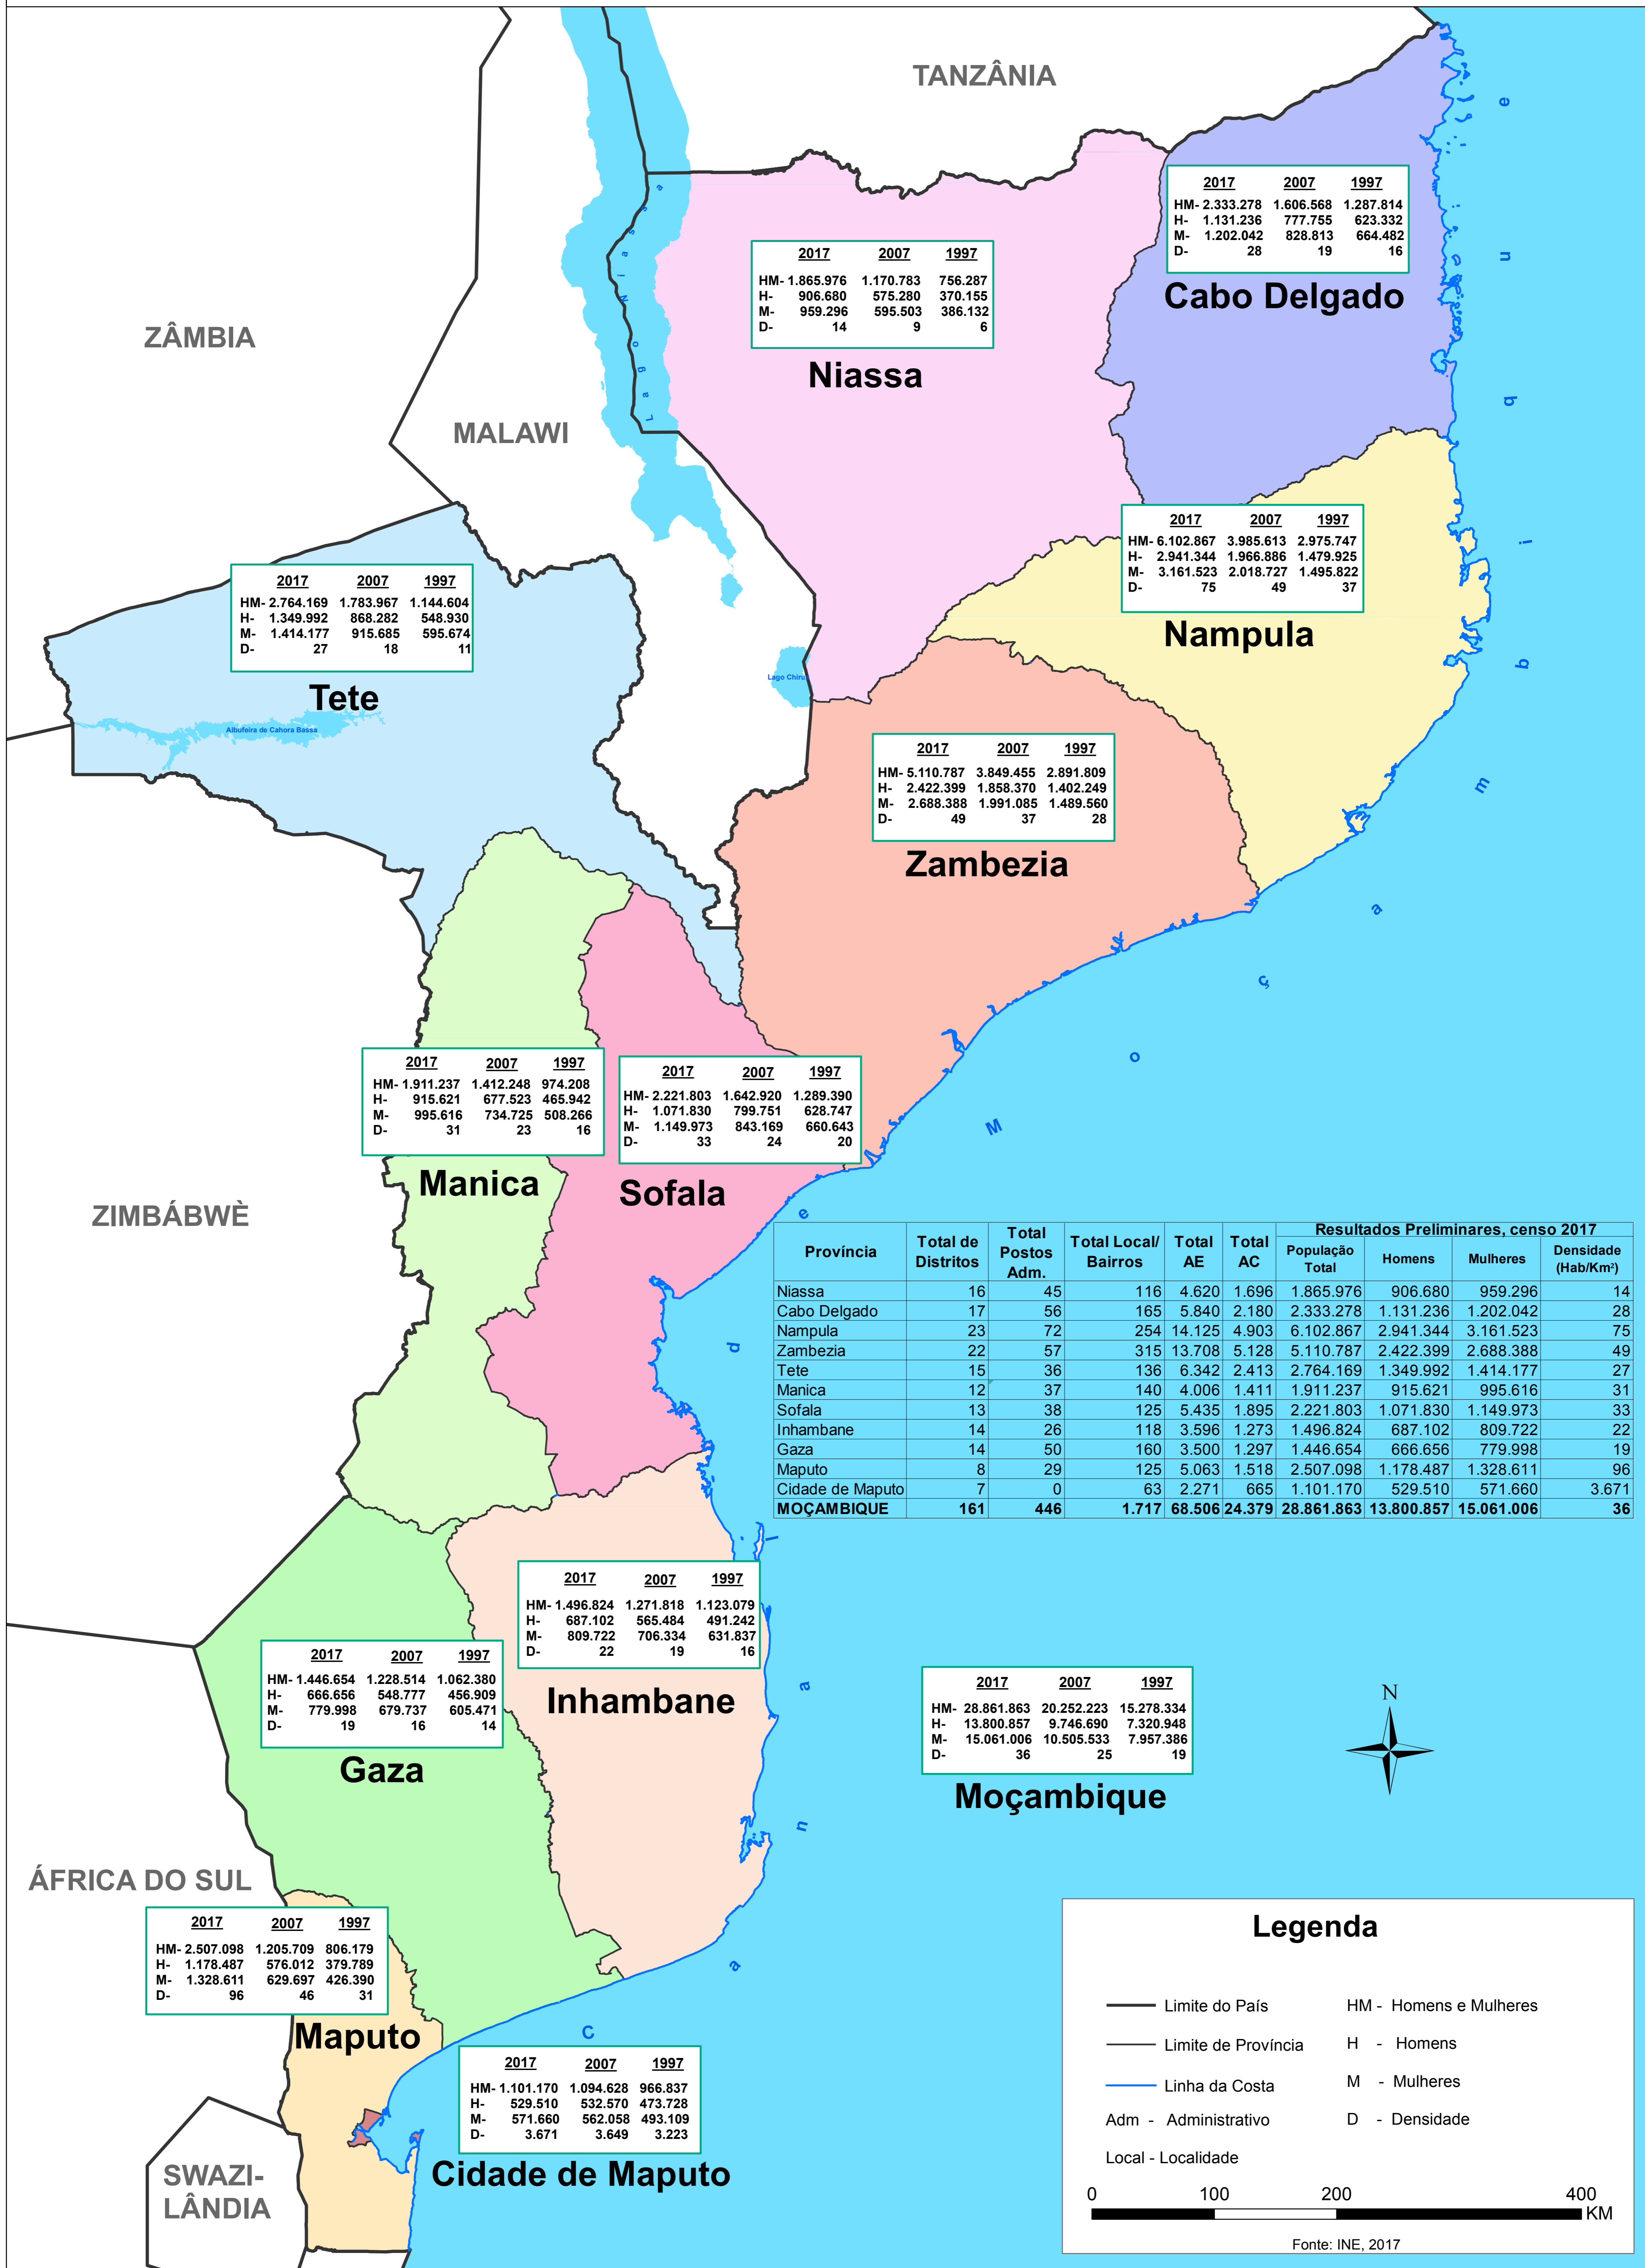 TANZÂNIA
2017 2007 1997
HM- 2.333.278 1.606.568 1.287.814
H- 1.131.236 777.755 623.332
M- 1.202.042 828.813 664.482
D- 28 19 16
Cabo Delgado
2017 2007 1997
HM- 1.865.976 1.170.783 756.287
H- 906.680 575.280 370.155
M- 959.296 595.503 386.132
D- 14 9 6
Niassa
Lago Niassa
ZÂMBIA
MALAWI
2017 2007 1997
HM- 6.102.867 3.985.613 2.975.747
H- 2.941.344 1.966.886 1.479.925
M- 3.161.523 2.018.727 1.495.822
D- 75 49 37
Nampula
2017 2007 1997
HM- 2.764.169 1.783.967 1.144.604
H- 1.349.992 868.282 548.930
M- 1.414.177 915.685 595.674
D- 27 18 11
Tete
Albufeira de Cahora Bassa
Lago Chirua
2017 2007 1997
HM- 5.110.787 3.849.455 2.891.809
H- 2.422.399 1.858.370 1.402.249
M- 2.688.388 1.991.085 1.489.560
D- 49 37 28
Zambezia
2017 2007 1997
HM- 1.911.237 1.412.248 974.208
H- 915.621 677.523 465.942
M- 995.616 734.725 508.266
D- 31 23 16
Manica
2017 2007 1997
HM- 2.221.803 1.642.920 1.289.390
H- 1.071.830 799.751 628.747
M- 1.149.973 843.169 660.643
D- 33 24 20
Sofala
ZIMBÁBWÈ
Canal de Moçambique
Província Total de Distritos Total Postos Adm. Total Local/ Bairros Total AE Total AC Resultados Preliminares, censo 2017
População Total Homens Mulheres Densidade (Hab/Km²)
Niassa 16 45 116 4.620 1.696 1.865.976 906.680 959.296 14
Cabo Delgado 17 56 165 5.840 2.180 2.333.278 1.131.236 1.202.042 28
Nampula 23 72 254 14.125 4.903 6.102.867 2.941.344 3.161.523 75
Zambezia 22 57 315 13.708 5.128 5.110.787 2.422.399 2.688.388 49
Tete 15 36 136 6.342 2.413 2.764.169 1.349.992 1.414.177 27
Manica 12 37 140 4.006 1.411 1.911.237 915.621 995.616 31
Sofala 13 38 125 5.435 1.895 2.221.803 1.071.830 1.149.973 33
Inhambane 14 26 118 3.596 1.273 1.496.824 687.102 809.722 22
Gaza 14 50 160 3.500 1.297 1.446.654 666.656 779.998 19
Maputo 8 29 125 5.063 1.518 2.507.098 1.178.487 1.328.611 96
Cidade de Maputo 7 0 63 2.271 665 1.101.170 529.510 571.660 3.671
MOÇAMBIQUE 161 446 1.717 68.506 24.379 28.861.863 13.800.857 15.061.006 36
2017 2007 1997
HM- 1.496.824 1.271.818 1.123.079
H- 687.102 565.484 491.242
M- 809.722 706.334 631.837
D- 22 19 16
Inhambane
2017 2007 1997
HM- 1.446.654 1.228.514 1.062.380
H- 666.656 548.777 456.909
M- 779.998 679.737 605.471
D- 19 16 14
Gaza
2017 2007 1997
HM- 28.861.863 20.252.223 15.278.334
H- 13.800.857 9.746.690 7.320.948
M- 15.061.006 10.505.533 7.957.386
D- 36 25 19
Moçambique
N
ÁFRICA DO SUL
2017 2007 1997
HM- 2.507.098 1.205.709 806.179
H- 1.178.487 576.012 379.789
M- 1.328.611 629.697 426.390
D- 96 46 31
Maputo
2017 2007 1997
HM- 1.101.170 1.094.628 966.837
H- 529.510 532.570 473.728
M- 571.660 562.058 493.109
D- 3.671 3.649 3.223
Cidade de Maputo
SWAZI-
LÂNDIA
Legenda
Limite do País HM - Homens e Mulheres
Limite de Província H - Homens
Linha da Costa M - Mulheres
Adm - Administrativo D - Densidade
Local - Localidade
0 100 200 400
KM
Fonte: INE, 2017